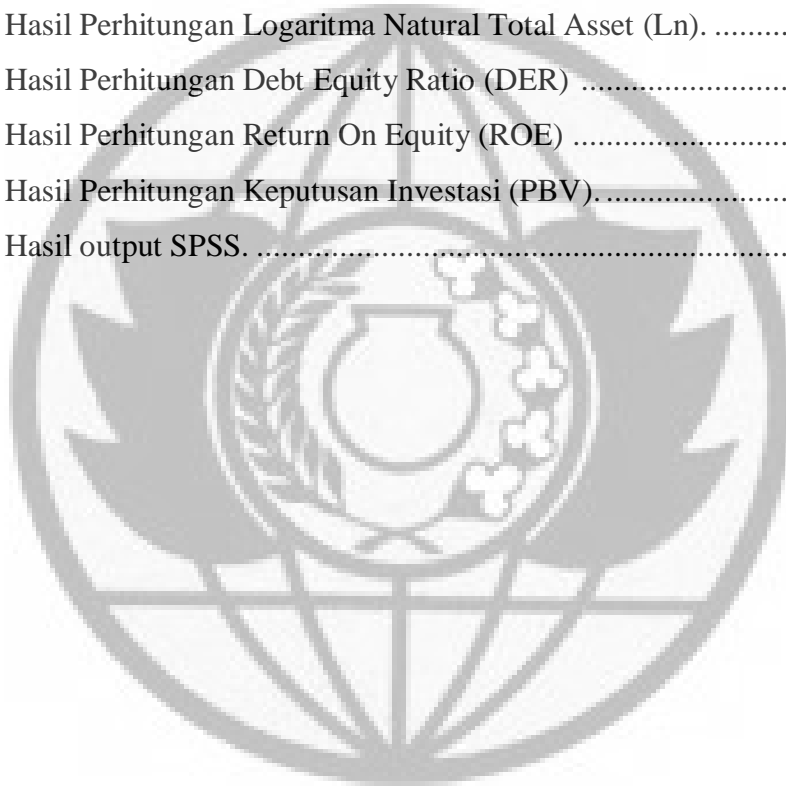 Hasil Perhitungan Logaritma Natural Total Asset (Ln). .........
Hasil Perhitungan Debt Equity Ratio (DER) .........................
Hasil Perhitungan Return On Equity (ROE) ..........................
Hasil Perhitungan Keputusan Investasi (PBV). ......................
Hasil output SPSS. .................................................................